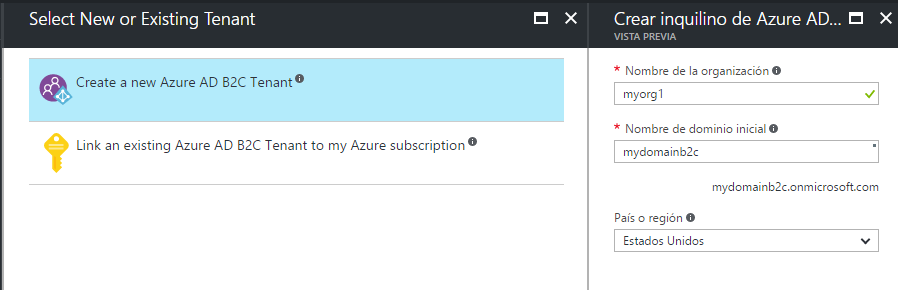 Select New or Existing Tenant
Create a new Azure AD B2C Tenant
Link an existing Azure AD B2C Tenant to my Azure subscription
Crear inquilino de Azure AD...
VISTA PREVIA
* Nombre de la organización
myorg1
* Nombre de dominio inicial
mydomainb2c
mydomainb2c.onmicrosoft.com
País o región
Estados Unidos